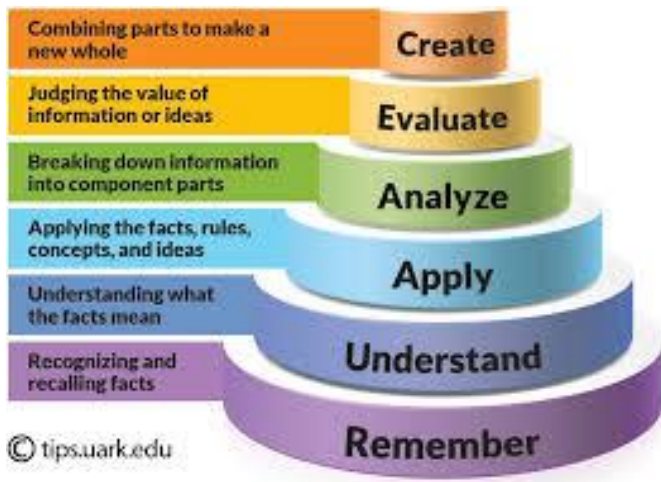 Combining parts to make a
new whole
Create
Judging the value of
information or ideas
Evaluate
Breaking down information
into component parts
Analyze
Applying the facts, rules,
concepts, and ideas
Apply
Understanding what
the facts mean
Understand
Recognizing and
recalling facts
Remember
© tips.uark.edu